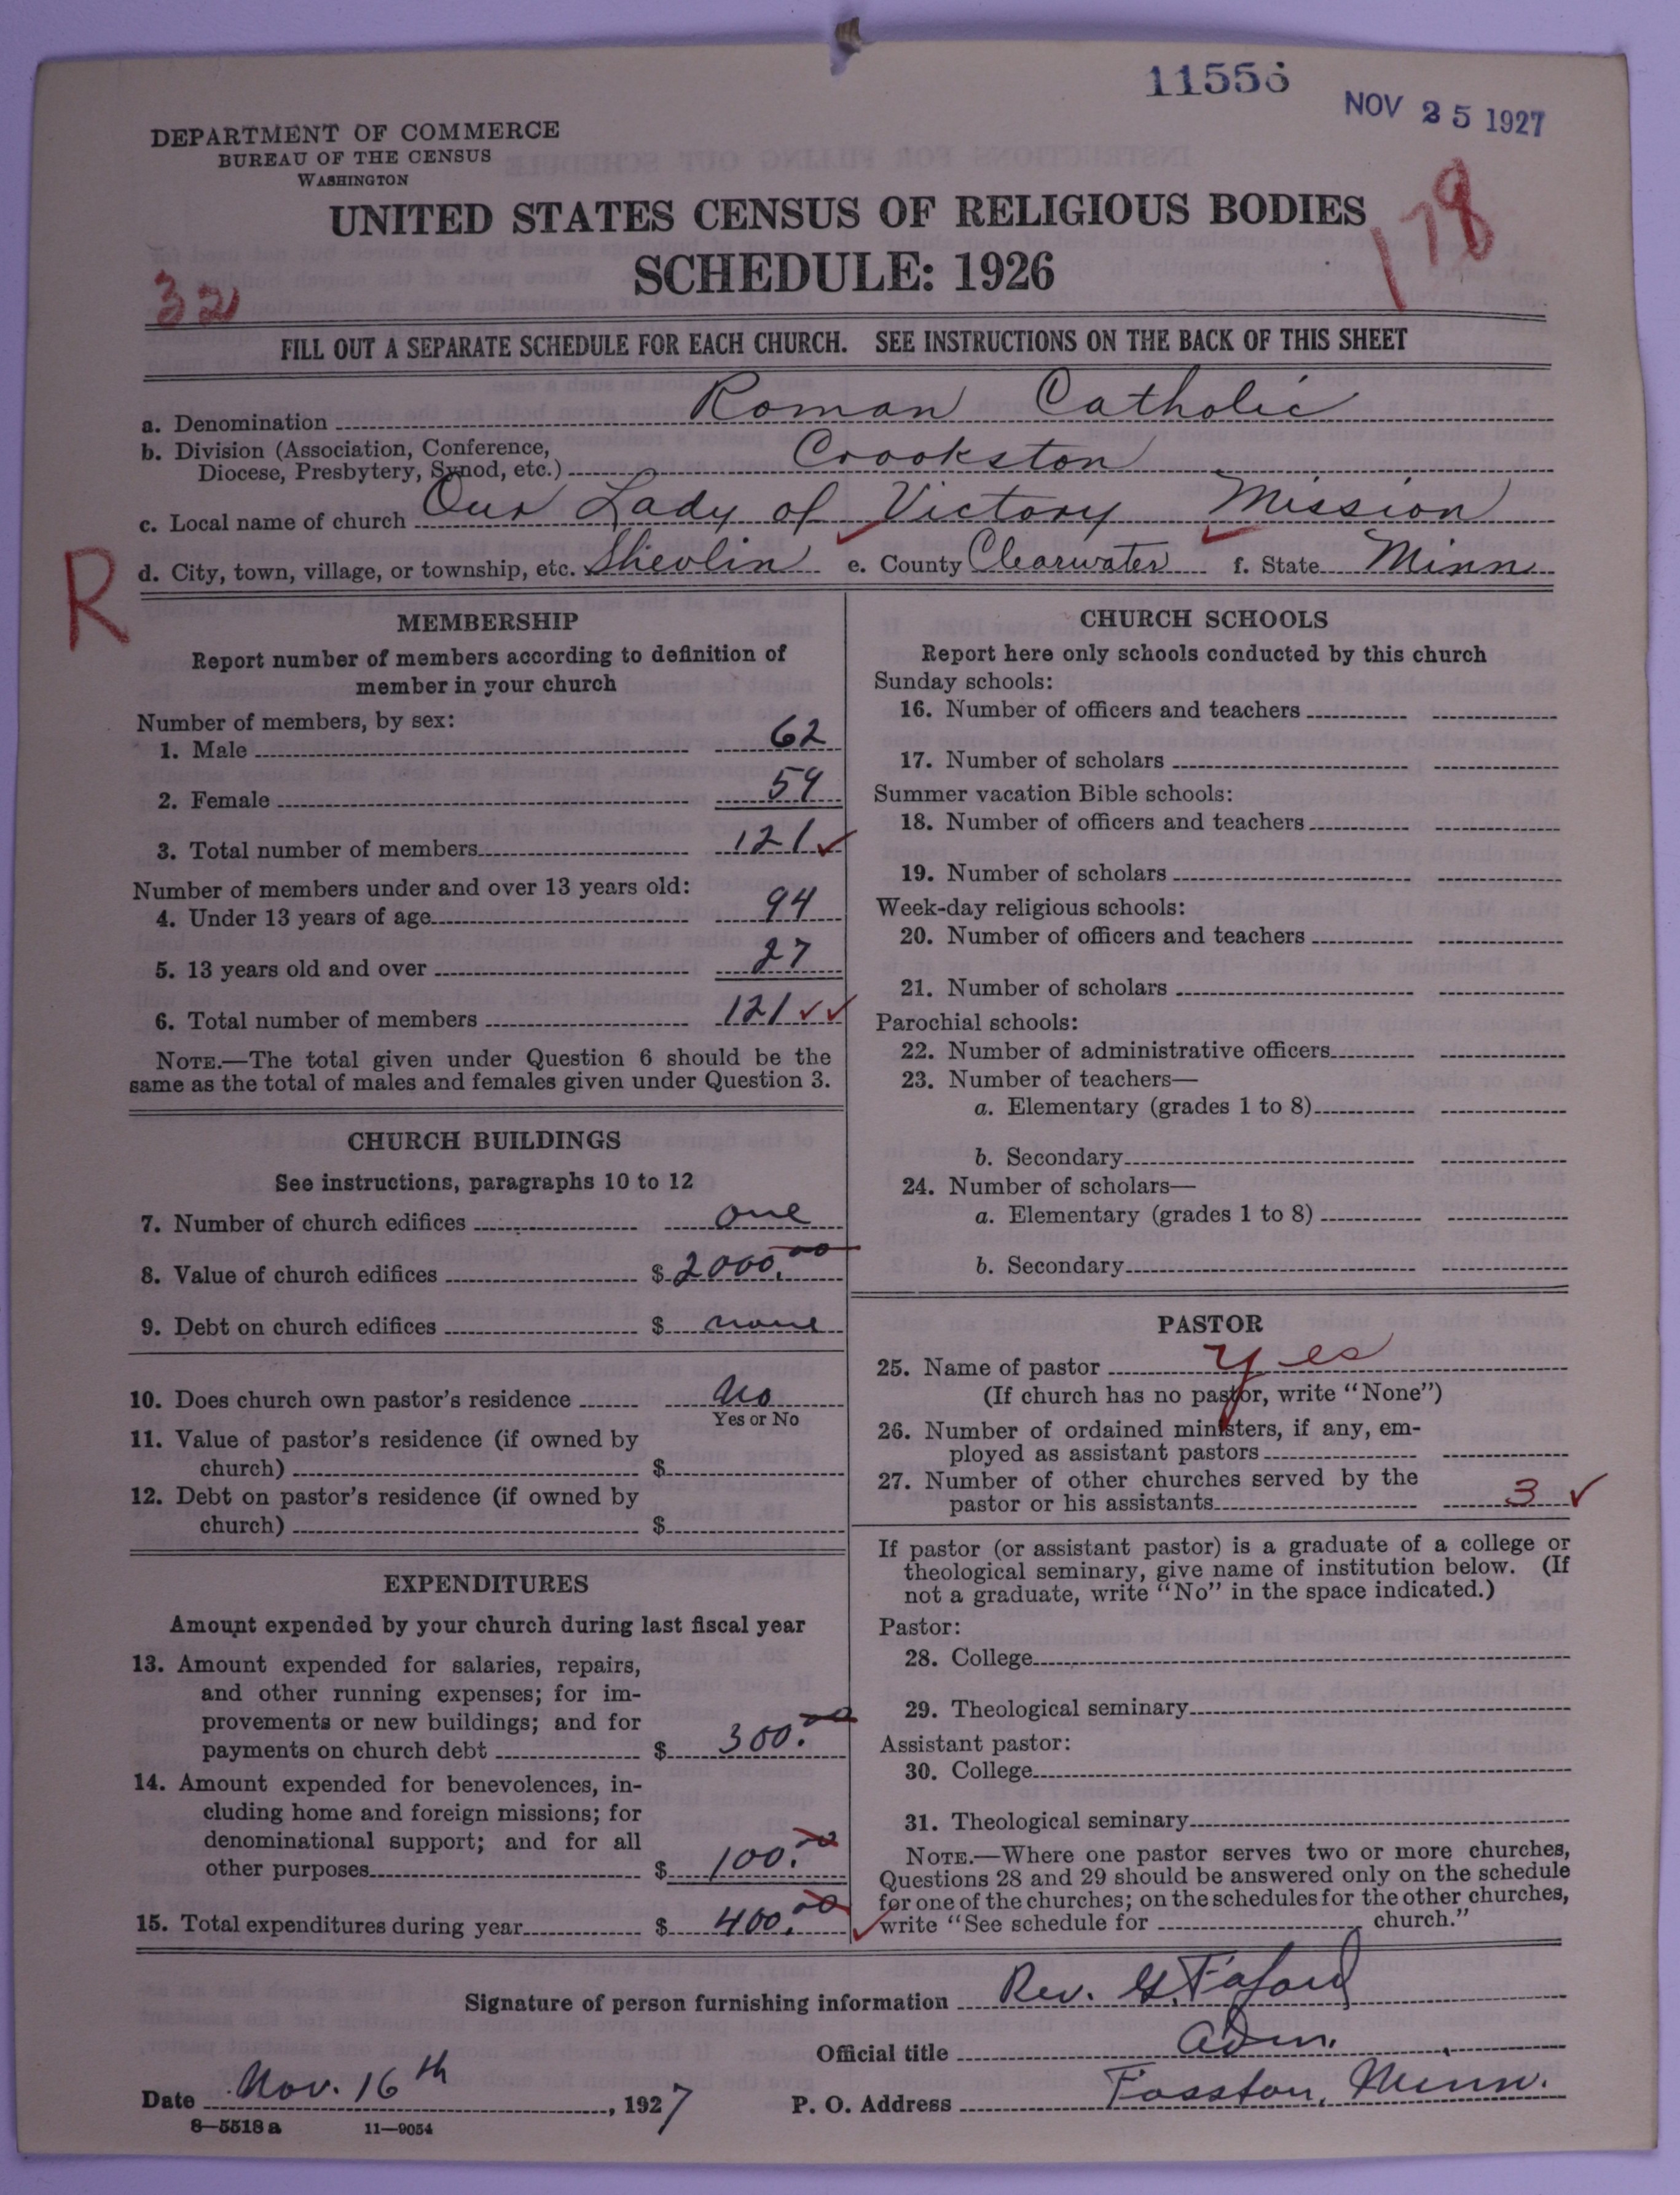 11556
NOV 25 1927
DEPARTMENT OF COMMERCE
BUREAU OF THE CENSUS
WASHINGTON
UNITED STATES CENSUS OF RELIGIOUS BODIES
178
SCHEDULE: 1926
32
FILL OUT A SEPARATE SCHEDULE FOR EACH CHURCH. SEE INSTRUCTIONS ON THE BACK OF THIS SHEET
a. Denomination Roman Catholic
b. Division (Association, Conference,
Diocese, Presbytery, Synod, etc.) Crookston
c. Local name of church Our Lady of Victory Mission
d. City, town, village, or township, etc. Shevlin e. County Clearwater f. State Minn
R
MEMBERSHIP
Report number of members according to definition of
member in your church
Number of members, by sex:
1. Male 62
2. Female 59
3. Total number of members 121 ✓
Number of members under and over 13 years old:
4. Under 13 years of age 94
5. 13 years old and over 27
6. Total number of members 121 ✓ ✓
NOTE.—The total given under Question 6 should be the
same as the total of males and females given under Question 3.
CHURCH BUILDINGS
See instructions, paragraphs 10 to 12
7. Number of church edifices one
8. Value of church edifices $ 2000.00
9. Debt on church edifices $ none
10. Does church own pastor's residence No
Yes or No
11. Value of pastor's residence (if owned by
church) $
12. Debt on pastor's residence (if owned by
church) $
EXPENDITURES
Amount expended by your church during last fiscal year
13. Amount expended for salaries, repairs,
and other running expenses; for im-
provements or new buildings; and for
payments on church debt $ 300.00
14. Amount expended for benevolences, in-
cluding home and foreign missions; for
denominational support; and for all
other purposes $ 100.00
15. Total expenditures during year $ 400.00 ✓
CHURCH SCHOOLS
Report here only schools conducted by this church
Sunday schools:
16. Number of officers and teachers
17. Number of scholars
Summer vacation Bible schools:
18. Number of officers and teachers
19. Number of scholars
Week-day religious schools:
20. Number of officers and teachers
21. Number of scholars
Parochial schools:
22. Number of administrative officers
23. Number of teachers—
a. Elementary (grades 1 to 8)
b. Secondary
24. Number of scholars—
a. Elementary (grades 1 to 8)
b. Secondary
PASTOR
25. Name of pastor Yes
(If church has no pastor, write "None")
26. Number of ordained ministers, if any, em-
ployed as assistant pastors
27. Number of other churches served by the
pastor or his assistants 3 ✓
If pastor (or assistant pastor) is a graduate of a college or
theological seminary, give name of institution below. (If
not a graduate, write "No" in the space indicated.)
Pastor:
28. College
29. Theological seminary
Assistant pastor:
30. College
31. Theological seminary
NOTE.—Where one pastor serves two or more churches,
Questions 28 and 29 should be answered only on the schedule
for one of the churches; on the schedules for the other churches,
write "See schedule for church."
Signature of person furnishing information Rev. G. Faford
Official title Adm.
Date Nov. 16th, 1927 P. O. Address Fosston, Minn.
8—5518 a 11—9054